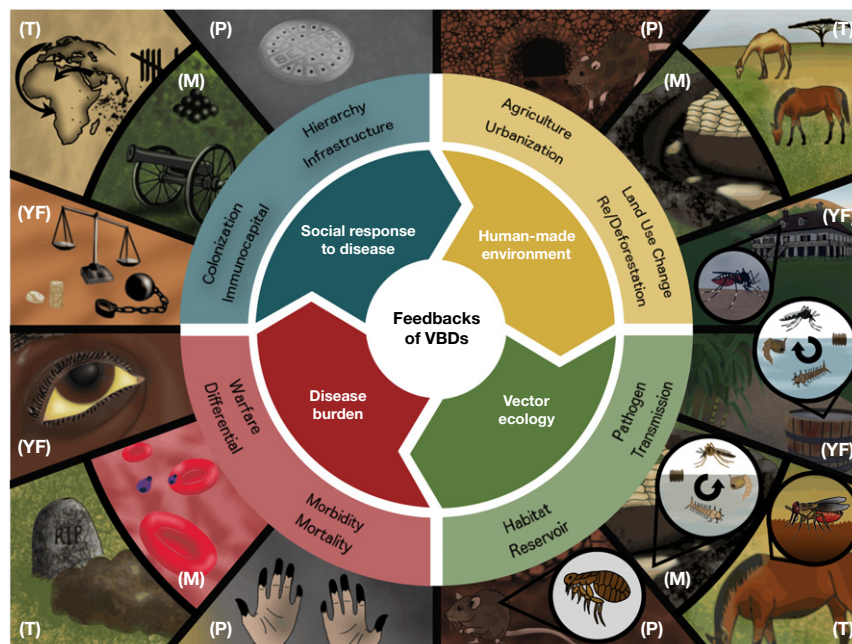 (T)
(P)
(P)
(T)
(M)
(M)
Hierarchy
Infrastructure
Agriculture
Urbanization
Colonization
Immunocapital
Land Use Change
Re/Deforestation
(YF)
(YF)
Social response
to disease
Human-made
environment
Feedbacks
of VBDs
Disease
burden
Vector
ecology
Warfare
Differential
Pathogen
Transmission
(YF)
(YF)
Morbidity
Mortality
Habitat
Reservoir
R.I.P.
(M)
(M)
(T)
(P)
(P)
(T)